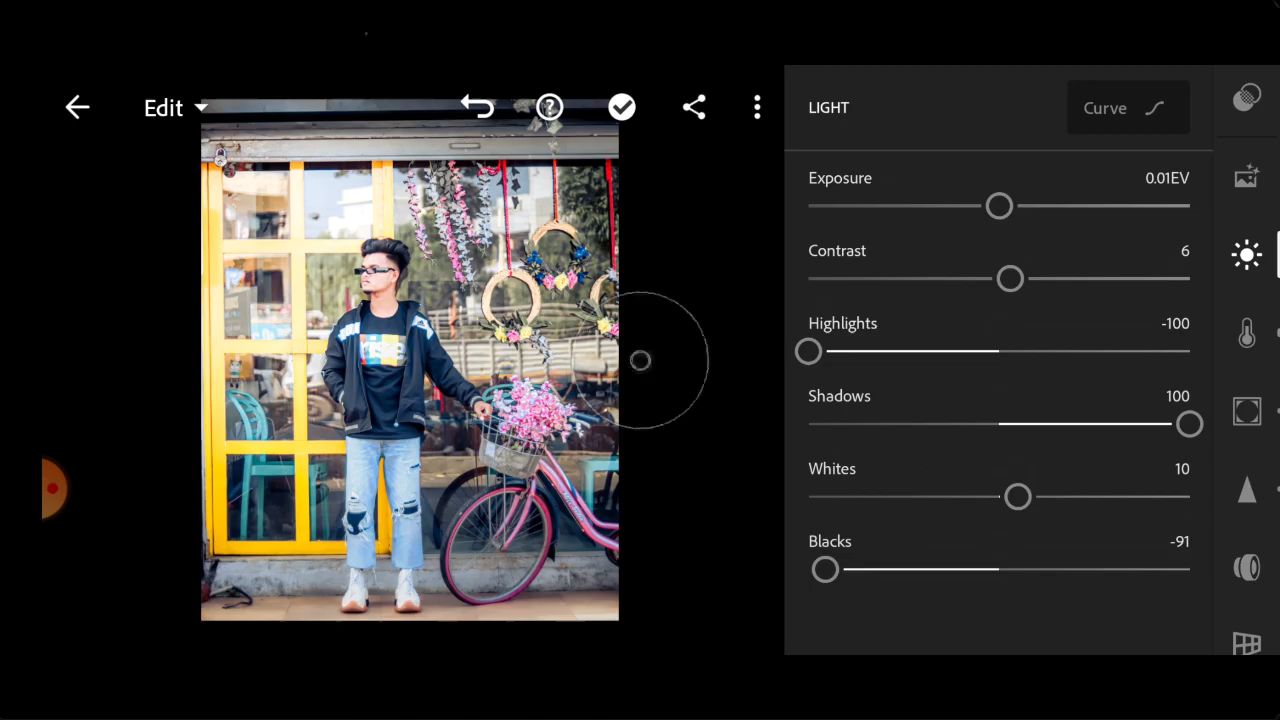 Edit
LIGHT
Curve
Exposure 0.01EV
Contrast 6
Highlights -100
Shadows 100
Whites 10
Blacks -91